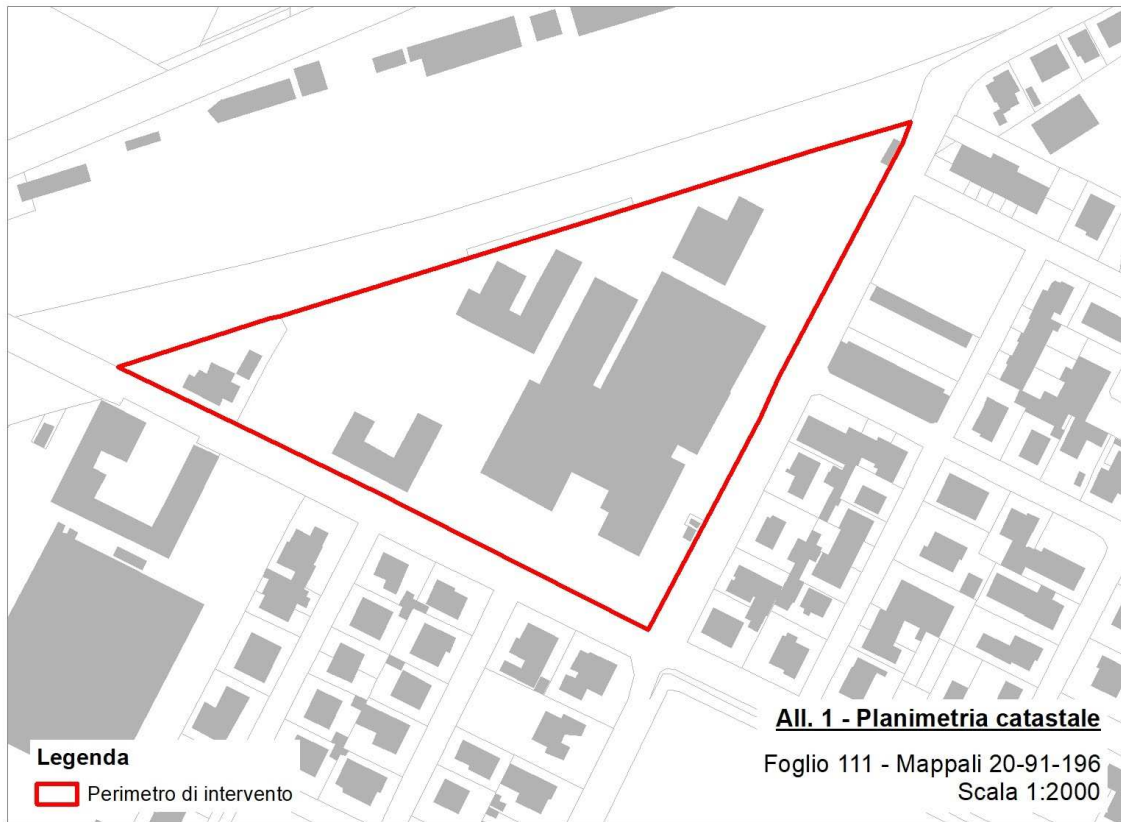 All. 1 - Planimetria catastale
Foglio 111 - Mappali 20-91-196
Scala 1:2000
Legenda
Perimetro di intervento